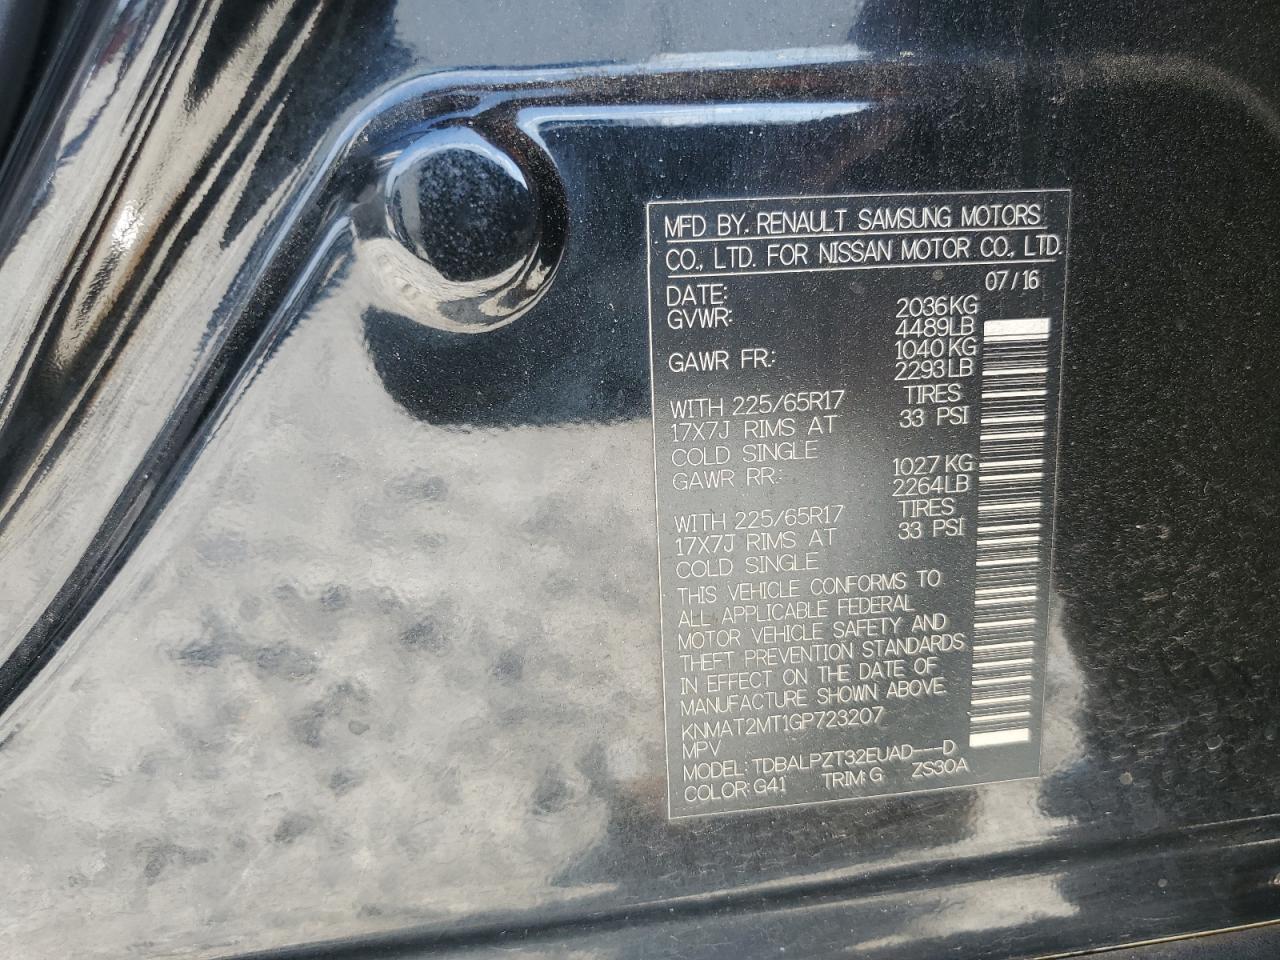 MFD BY. RENAULT SAMSUNG MOTORS
CO., LTD. FOR NISSAN MOTOR CO., LTD.
DATE: 07/16
GVWR: 2036KG
4489LB
GAWR FR: 1040KG
2293LB
WITH 225/65R17 TIRES
17X7J RIMS AT 33 PSI
COLD SINGLE
GAWR RR: 1027KG
2264LB
WITH 225/65R17 TIRES
17X7J RIMS AT 33 PSI
COLD SINGLE
THIS VEHICLE CONFORMS TO
ALL APPLICABLE FEDERAL
MOTOR VEHICLE SAFETY AND
THEFT PREVENTION STANDARDS
IN EFFECT ON THE DATE OF
MANUFACTURE SHOWN ABOVE
KNMAT2MT1GP723207
MPV
MODEL: TDBALPZT32EUAD---D
COLOR: G41 TRIM: G ZS30A